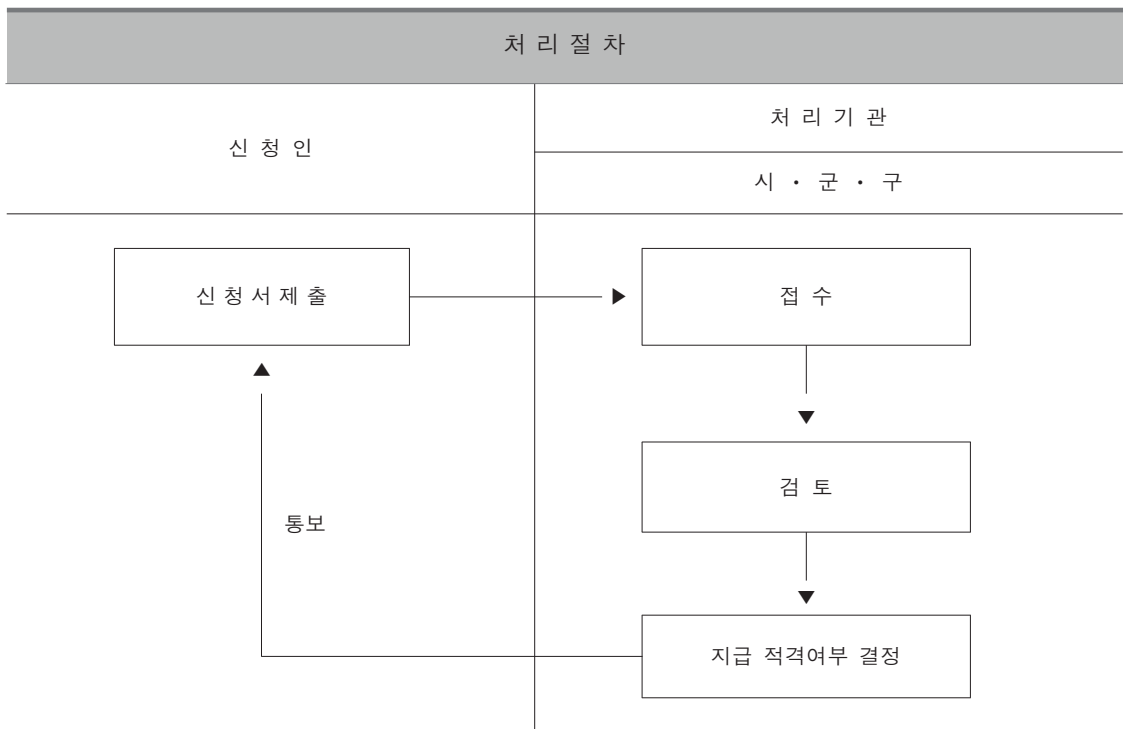 처 리 절 차
신 청 인
처 리 기 관
시 · 군 · 구
신 청 서 제 출
접 수
검 토
통보
지급 적격여부 결정